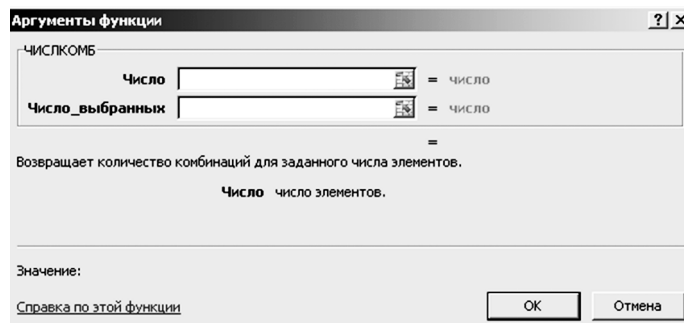 Аргументы функции
ЧИСЛКОМБ
Число = число
Число_выбранных = число
=
Возвращает количество комбинаций для заданного числа элементов.
Число число элементов.
Значение:
Справка по этой функции
ОК Отмена